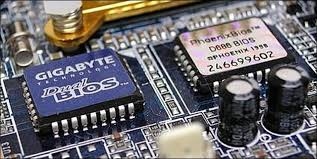 GIGABYTE
TECHNOLOGY
Dual
BIOS
PhoenixBios
D686 BIOS
©PHOENIX 1998
246699602